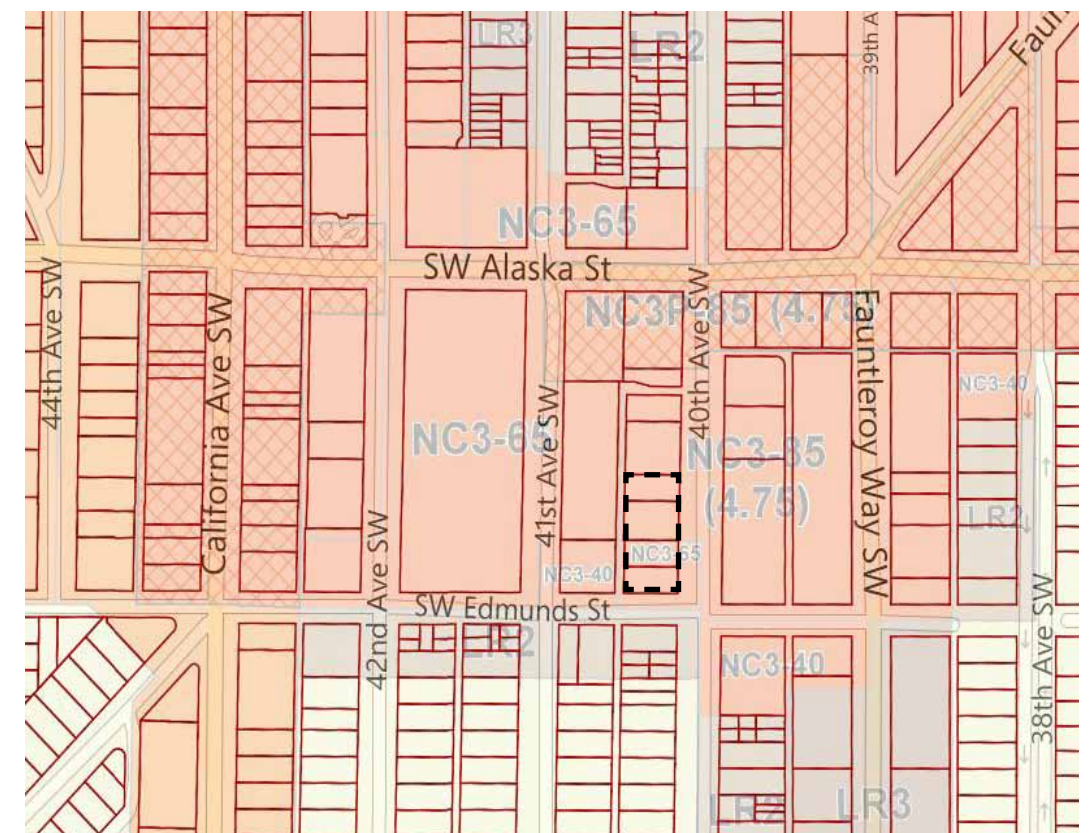 LR3
LR2
39th A
Faun
NC3-65
SW Alaska St
NC3P-85 (4.75)
44th Ave SW
California Ave SW
40th Ave SW
Fauntleroy Way SW
NC3-40
41st Ave SW
NC3-65
NC3-85
(4.75)
LR2
NC3-65
NC3-40
42nd Ave SW
SW Edmunds St
LR2
NC3-40
38th Ave SW
LR2
LR3